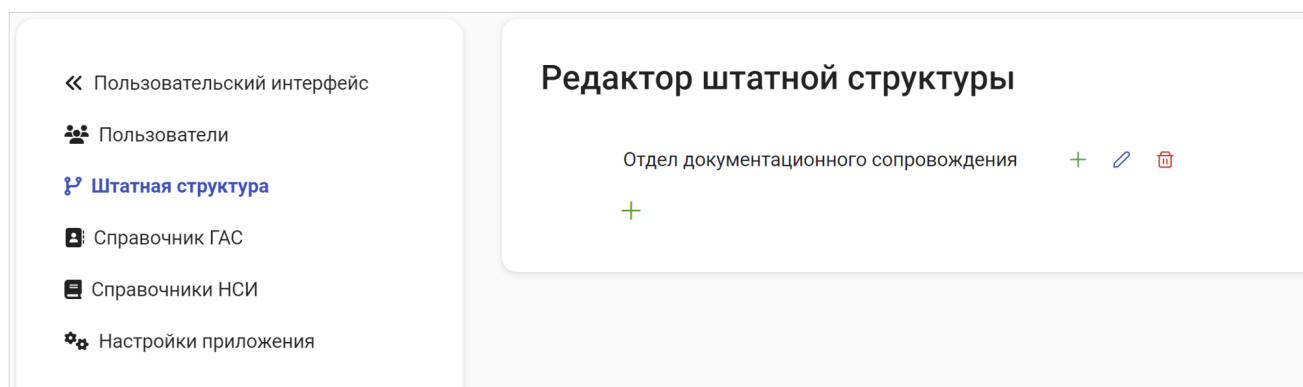 Пользовательский интерфейс
Пользователи
Штатная структура
Справочник ГАС
Справочники НСИ
Настройки приложения
Редактор штатной структуры
Отдел документационного сопровождения